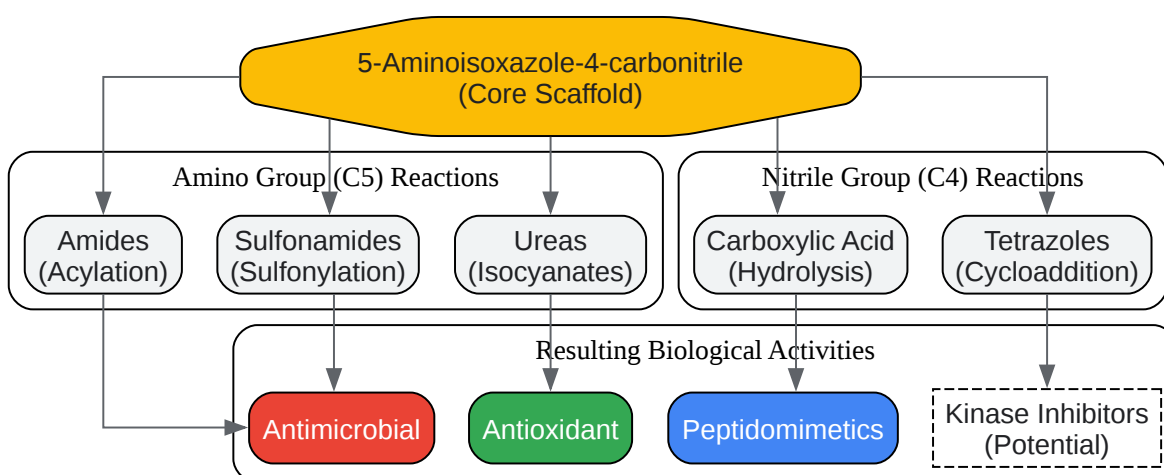 5-Aminoisoxazole-4-carbonitrile
(Core Scaffold)
Amino Group (C5) Reactions
Nitrile Group (C4) Reactions
Amides
(Acylation)
Sulfonamides
(Sulfonylation)
Ureas
(Isocyanates)
Carboxylic Acid
(Hydrolysis)
Tetrazoles
(Cycloaddition)
Resulting Biological Activities
Antimicrobial
Antioxidant
Peptidomimetics
Kinase Inhibitors
(Potential)